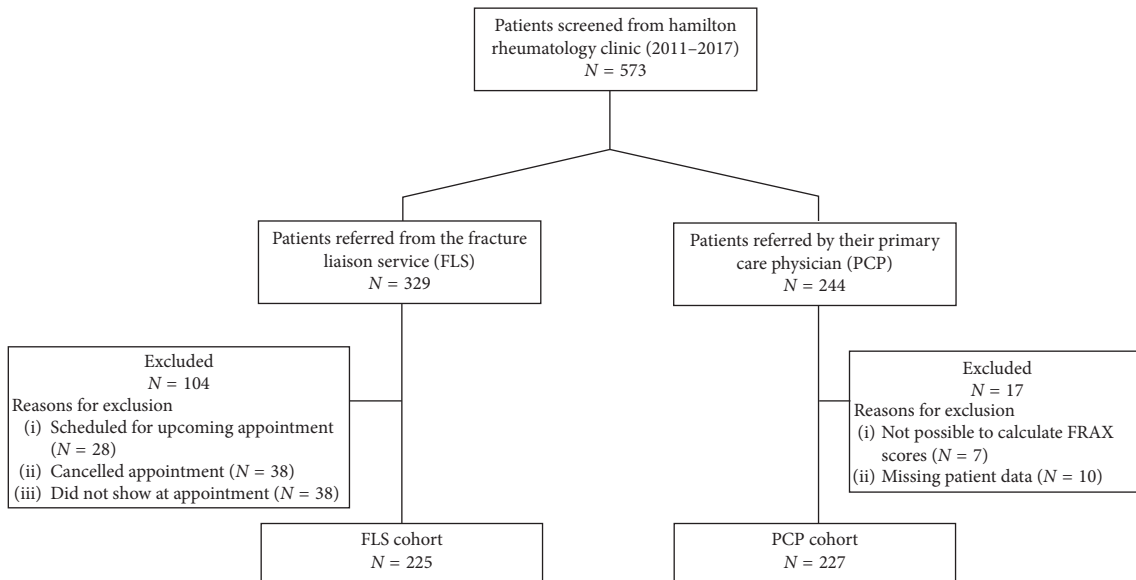 Patients screened from hamilton
rheumatology clinic (2011–2017)
N = 573
Patients referred from the fracture
liaison service (FLS)
N = 329
Patients referred by their primary
care physician (PCP)
N = 244
Excluded
N = 104
Reasons for exclusion
(i) Scheduled for upcoming appointment
(N = 28)
(ii) Cancelled appointment (N = 38)
(iii) Did not show at appointment (N = 38)
Excluded
N = 17
Reasons for exclusion
(i) Not possible to calculate FRAX
scores (N = 7)
(ii) Missing patient data (N = 10)
FLS cohort
N = 225
PCP cohort
N = 227